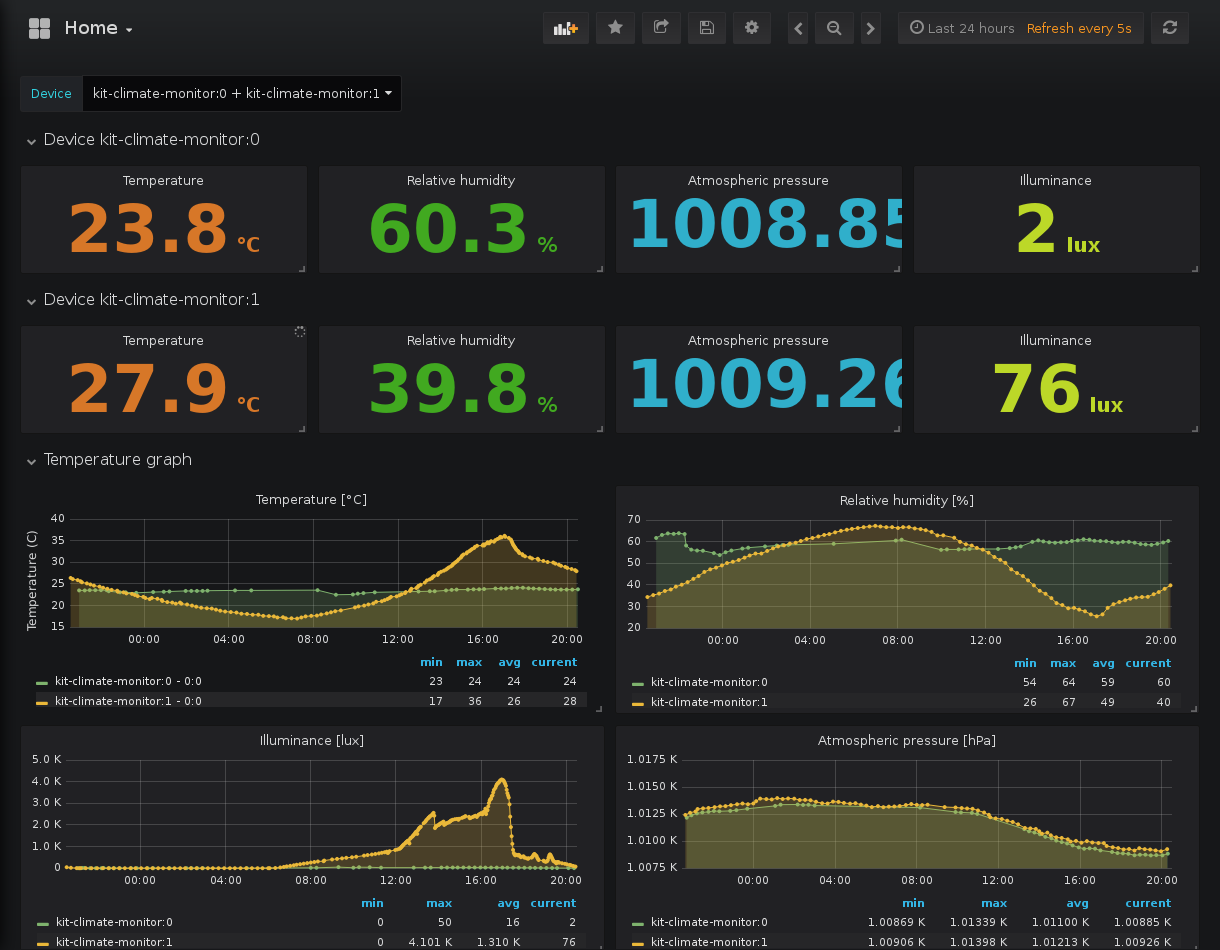 Home
Last 24 hours Refresh every 5s
Device kit-climate-monitor:0 + kit-climate-monitor:1
Device kit-climate-monitor:0
Temperature Relative humidity Atmospheric pressure Illuminance
23.8 °C 60.3 % 1008.85 2 lux
Device kit-climate-monitor:1
Temperature Relative humidity Atmospheric pressure Illuminance
27.9 °C 39.8 % 1009.26 76 lux
Temperature graph
Temperature [°C]
Temperature (C)
40
35
30
25
20
15
00:00 04:00 08:00 12:00 16:00 20:00
min max avg current
kit-climate-monitor:0 - 0:0 23 24 24 24
kit-climate-monitor:1 - 0:0 17 36 26 28
Relative humidity [%]
70
60
50
40
30
20
00:00 04:00 08:00 12:00 16:00 20:00
min max avg current
kit-climate-monitor:0 54 64 59 60
kit-climate-monitor:1 26 67 49 40
Illuminance [lux]
5.0 K
4.0 K
3.0 K
2.0 K
1.0 K
0
00:00 04:00 08:00 12:00 16:00 20:00
min max avg current
kit-climate-monitor:0 0 50 16 2
kit-climate-monitor:1 0 4.101 K 1.310 K 76
Atmospheric pressure [hPa]
1.0175 K
1.0150 K
1.0125 K
1.0100 K
1.0075 K
00:00 04:00 08:00 12:00 16:00 20:00
min max avg current
kit-climate-monitor:0 1.00869 K 1.01339 K 1.01100 K 1.00885 K
kit-climate-monitor:1 1.00906 K 1.01398 K 1.01213 K 1.00926 K